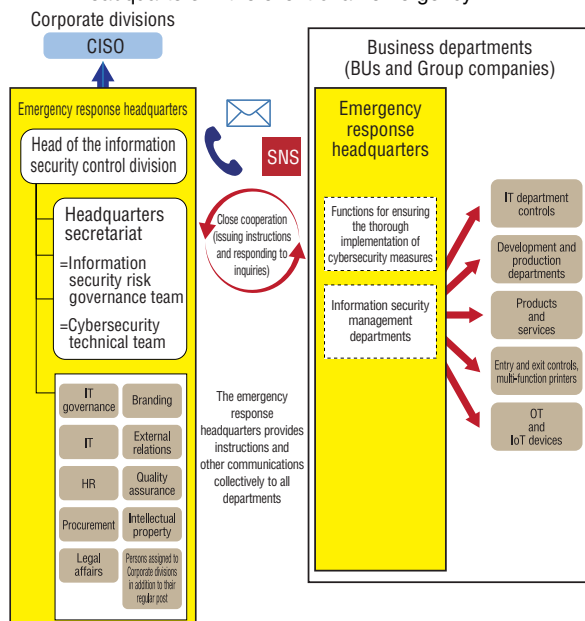 Corporate divisions
CISO
Emergency response headquarters
Head of the information
security control division
Headquarters
secretariat
=Information
security risk
governance team
=Cybersecurity
technical team
IT
governance
Branding
IT
External
relations
HR
Quality
assurance
Procurement
Intellectual
property
Legal
affairs
Persons assigned to
Corporate divisions
in addition to their
regular post
SNS
Close cooperation
(issuing instructions
and responding to
inquiries)
The emergency
response
headquarters provides
instructions and
other communications
collectively to all
departments
Business departments
(BUs and Group companies)
Emergency
response
headquarters
Functions for ensuring
the thorough
implementation of
cybersecurity measures
Information security
management
departments
IT department
controls
Development and
production
departments
Products
and
services
Entry and exit controls,
multi-function printers
OT
and
IoT devices